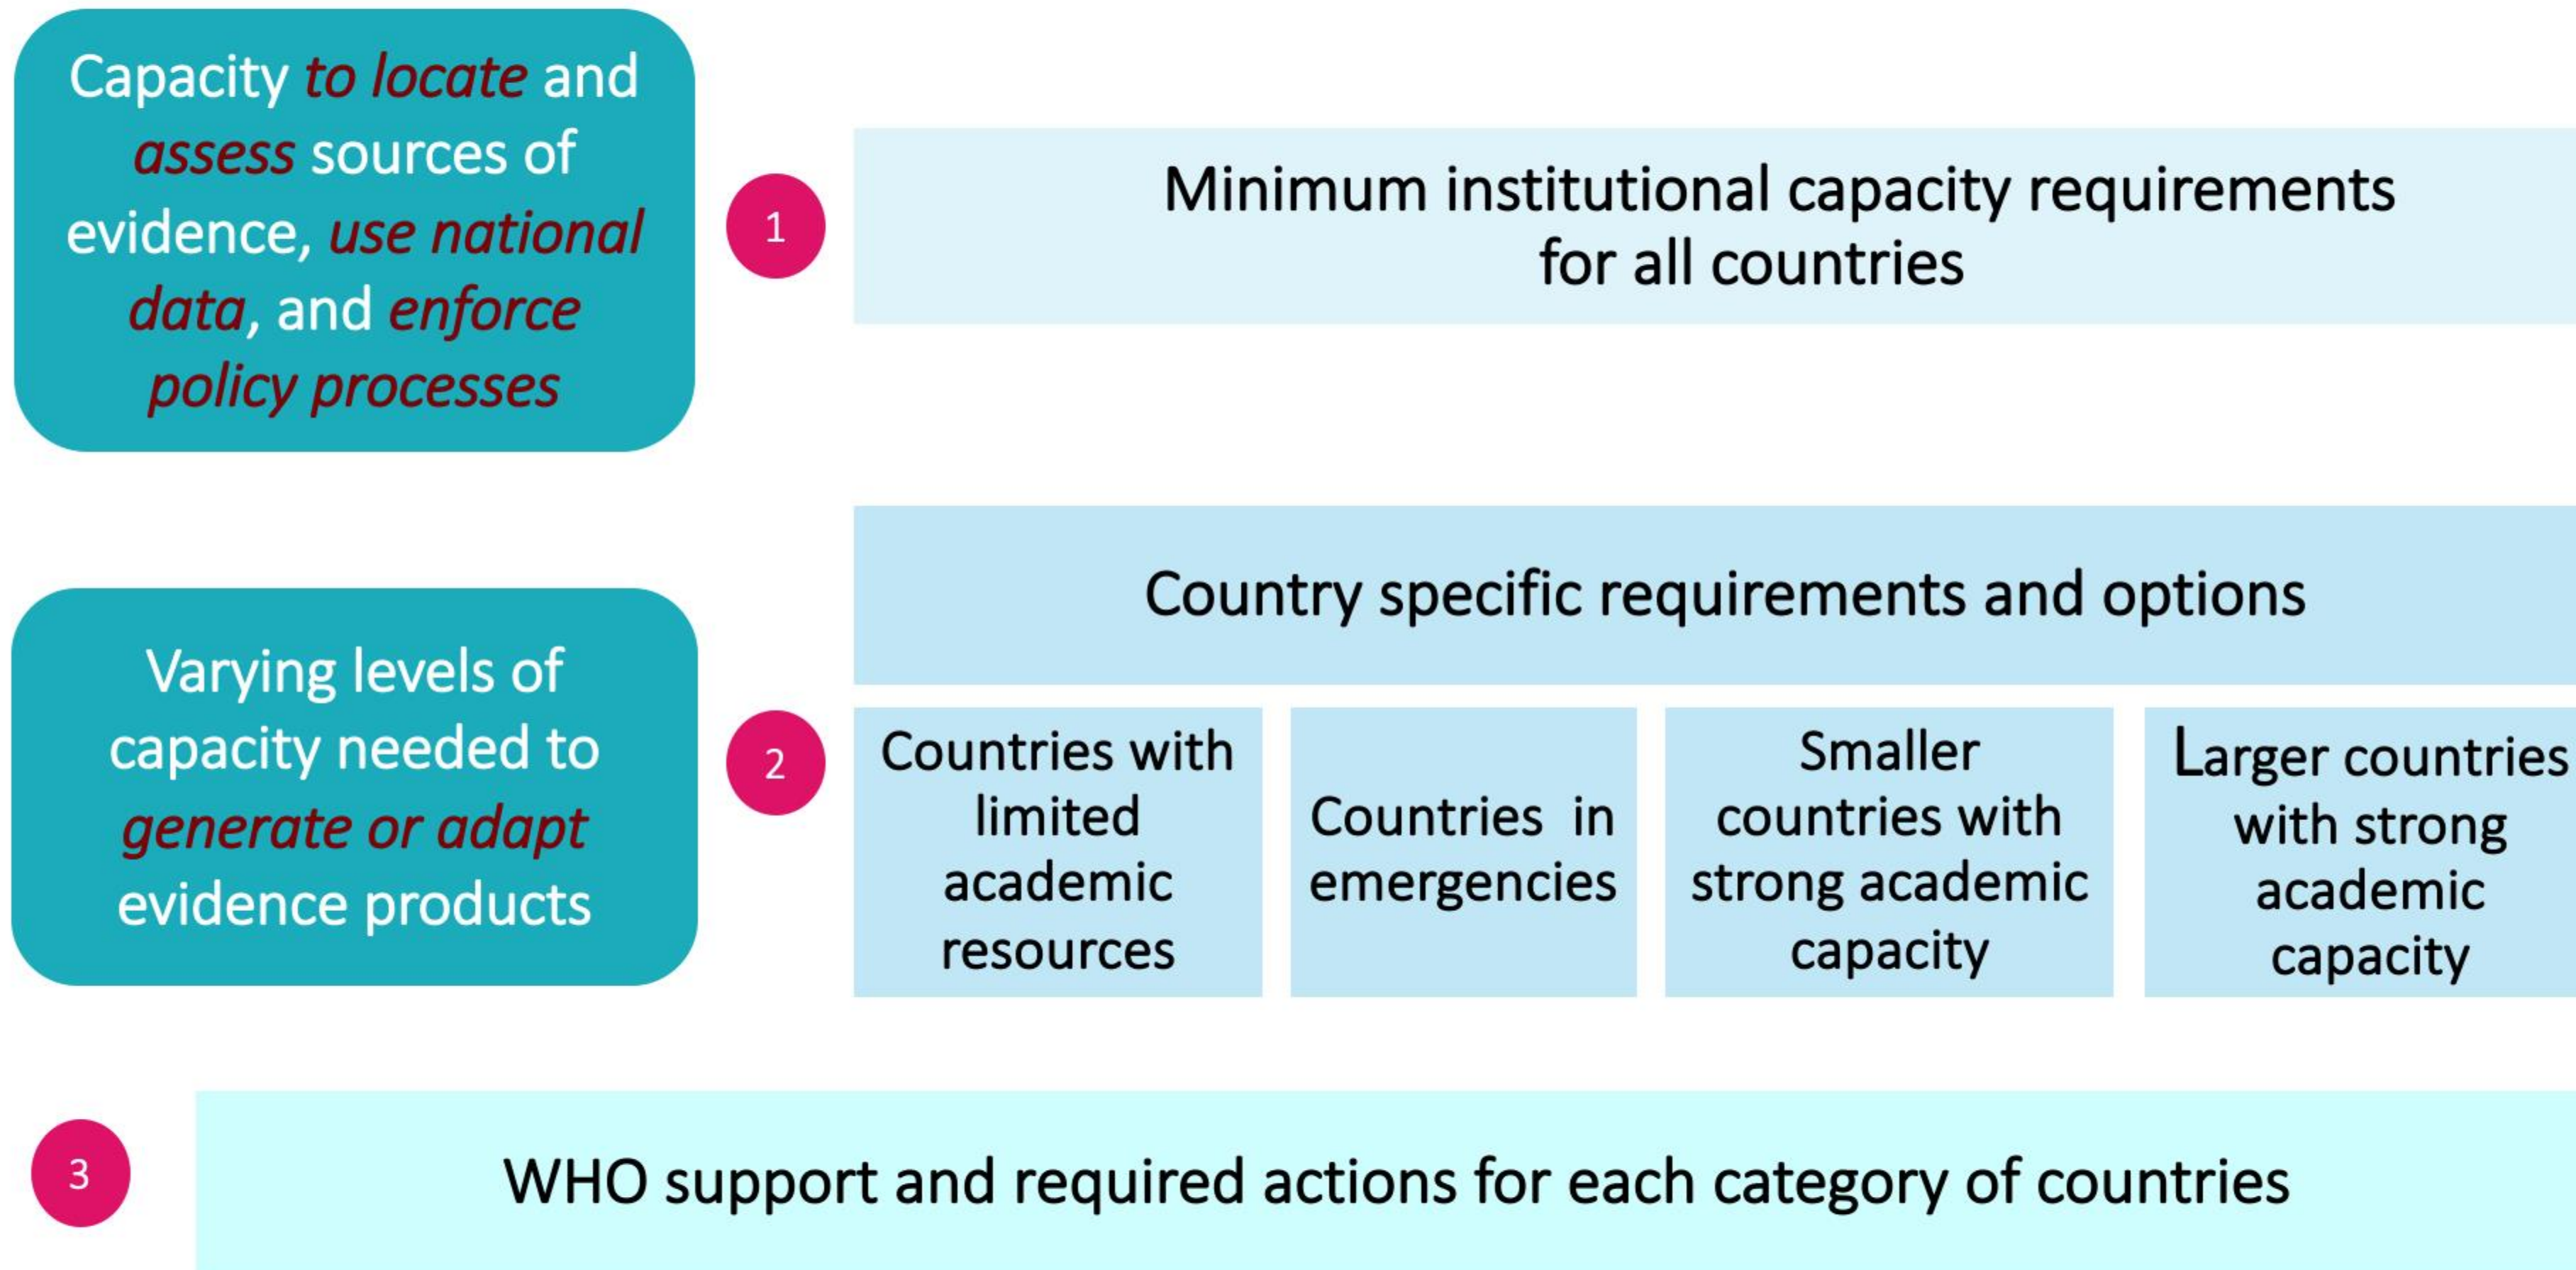 Capacity to locate and
assess sources of
evidence, use national
data, and enforce
policy processes
1
Minimum institutional capacity requirements
for all countries
Varying levels of
capacity needed to
generate or adapt
evidence products
2
Country specific requirements and options
Countries with
limited
academic
resources
Countries in
emergencies
Smaller
countries with
strong academic
capacity
Larger countries
with strong
academic
capacity
3
WHO support and required actions for each category of countries